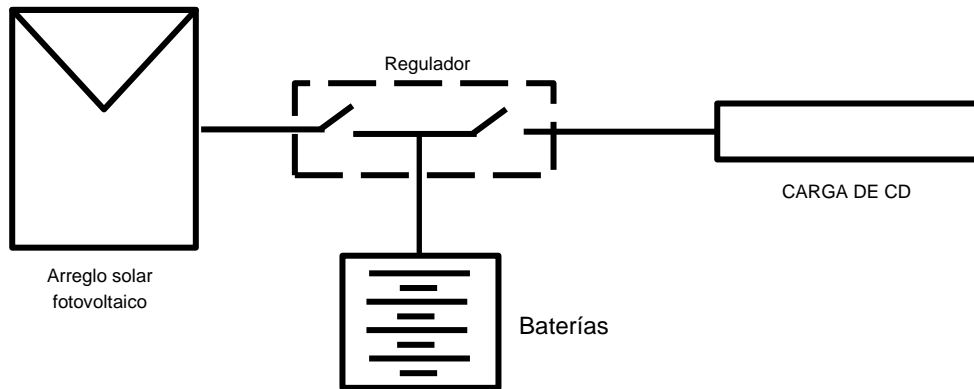 Regulador
CARGA DE CD
Arreglo solar
fotovoltaico
Baterías